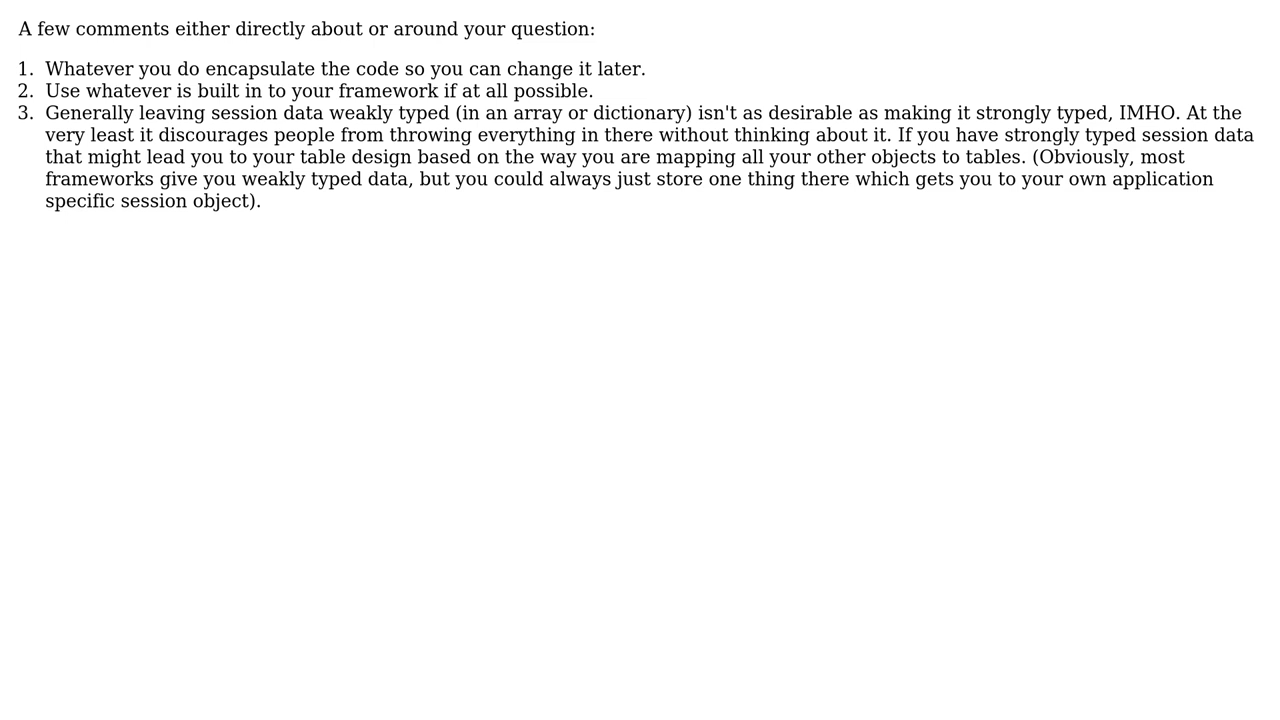 A few comments either directly about or around your question:
1. Whatever you do encapsulate the code so you can change it later.
2. Use whatever is built in to your framework if at all possible.
3. Generally leaving session data weakly typed (in an array or dictionary) isn't as desirable as making it strongly typed, IMHO. At the
very least it discourages people from throwing everything in there without thinking about it. If you have strongly typed session data
that might lead you to your table design based on the way you are mapping all your other objects to tables. (Obviously, most
frameworks give you weakly typed data, but you could always just store one thing there which gets you to your own application
specific session object).